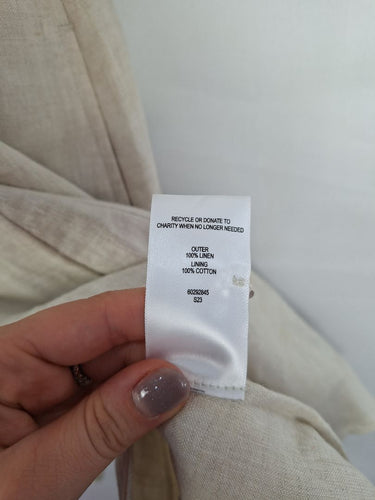 RECYCLE OR DONATE TO
CHARITY WHEN NO LONGER NEEDED
OUTER
100% LINEN
LINING
100% COTTON
60292845
S23